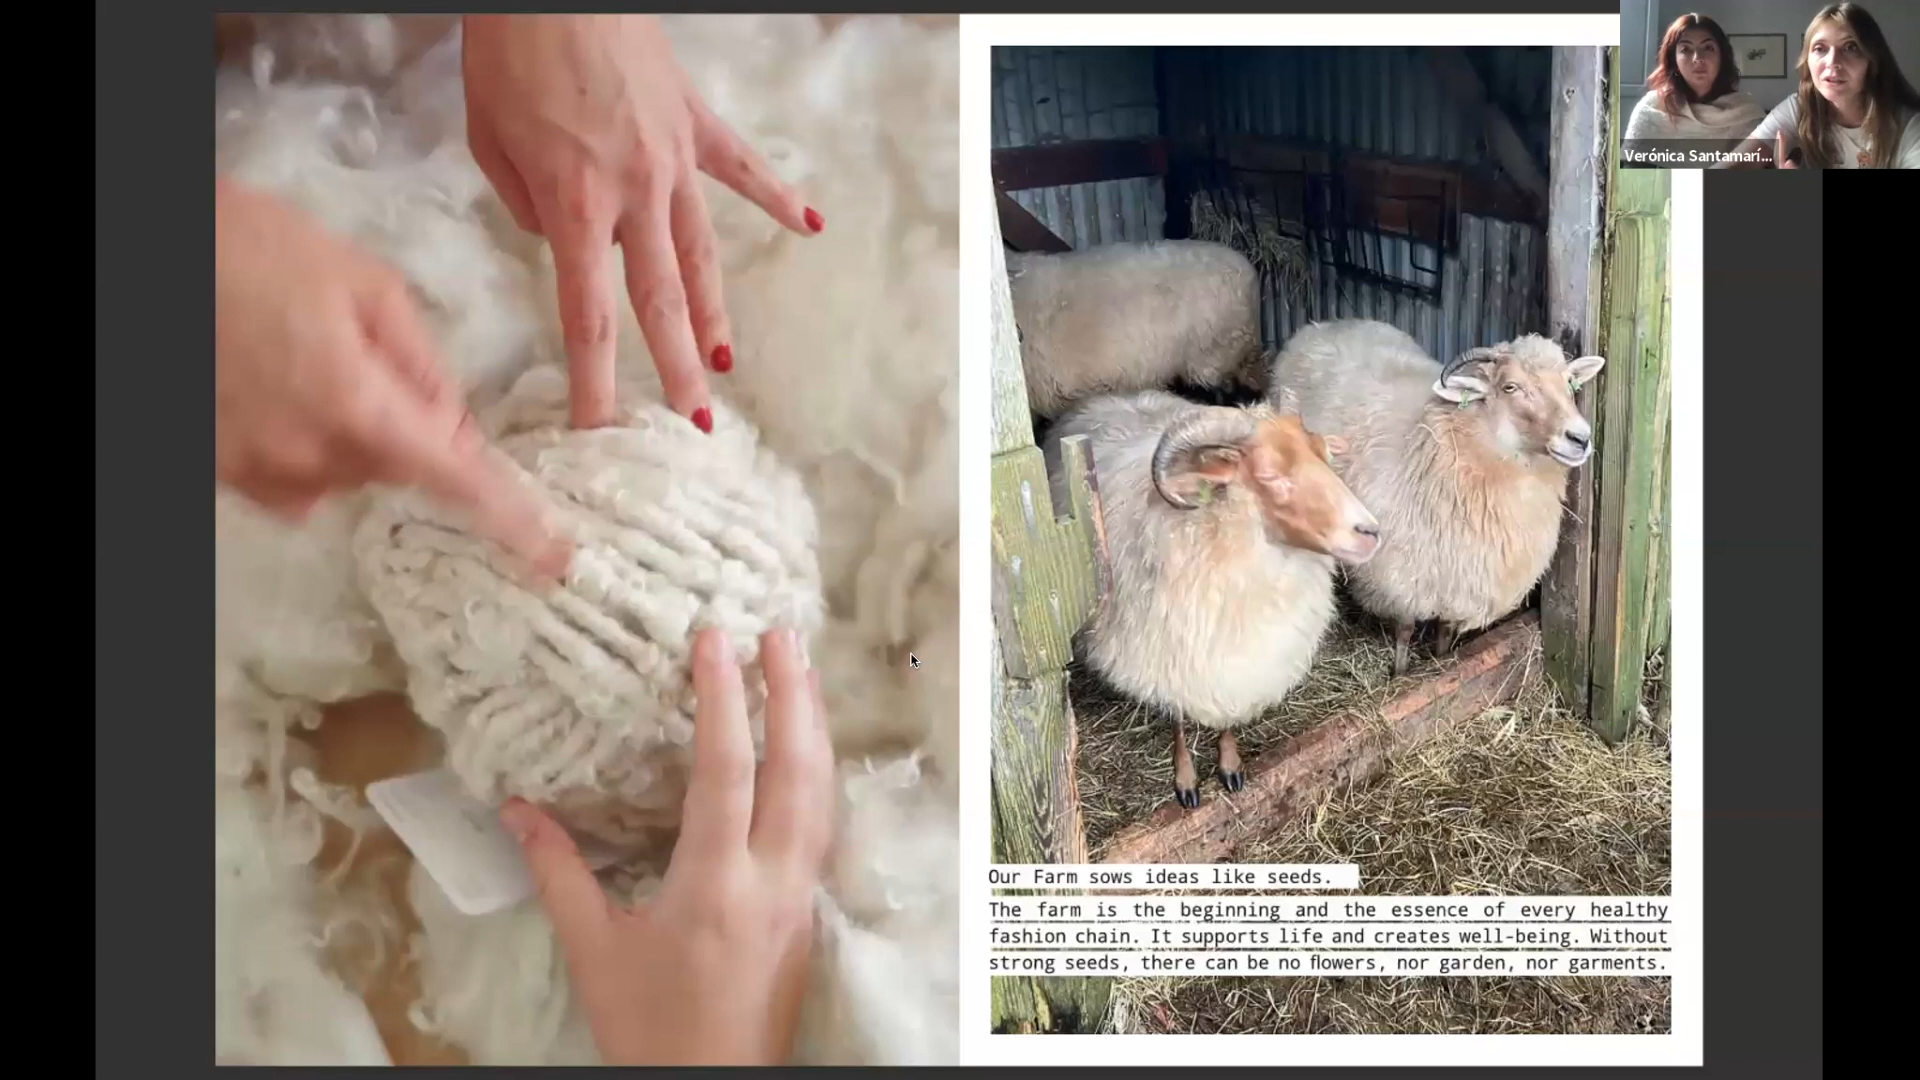 Verónica Santamarí...
Our Farm sows ideas like seeds.
The farm is the beginning and the essence of every healthy
fashion chain. It supports life and creates well-being. Without
strong seeds, there can be no flowers, nor garden, nor garments.